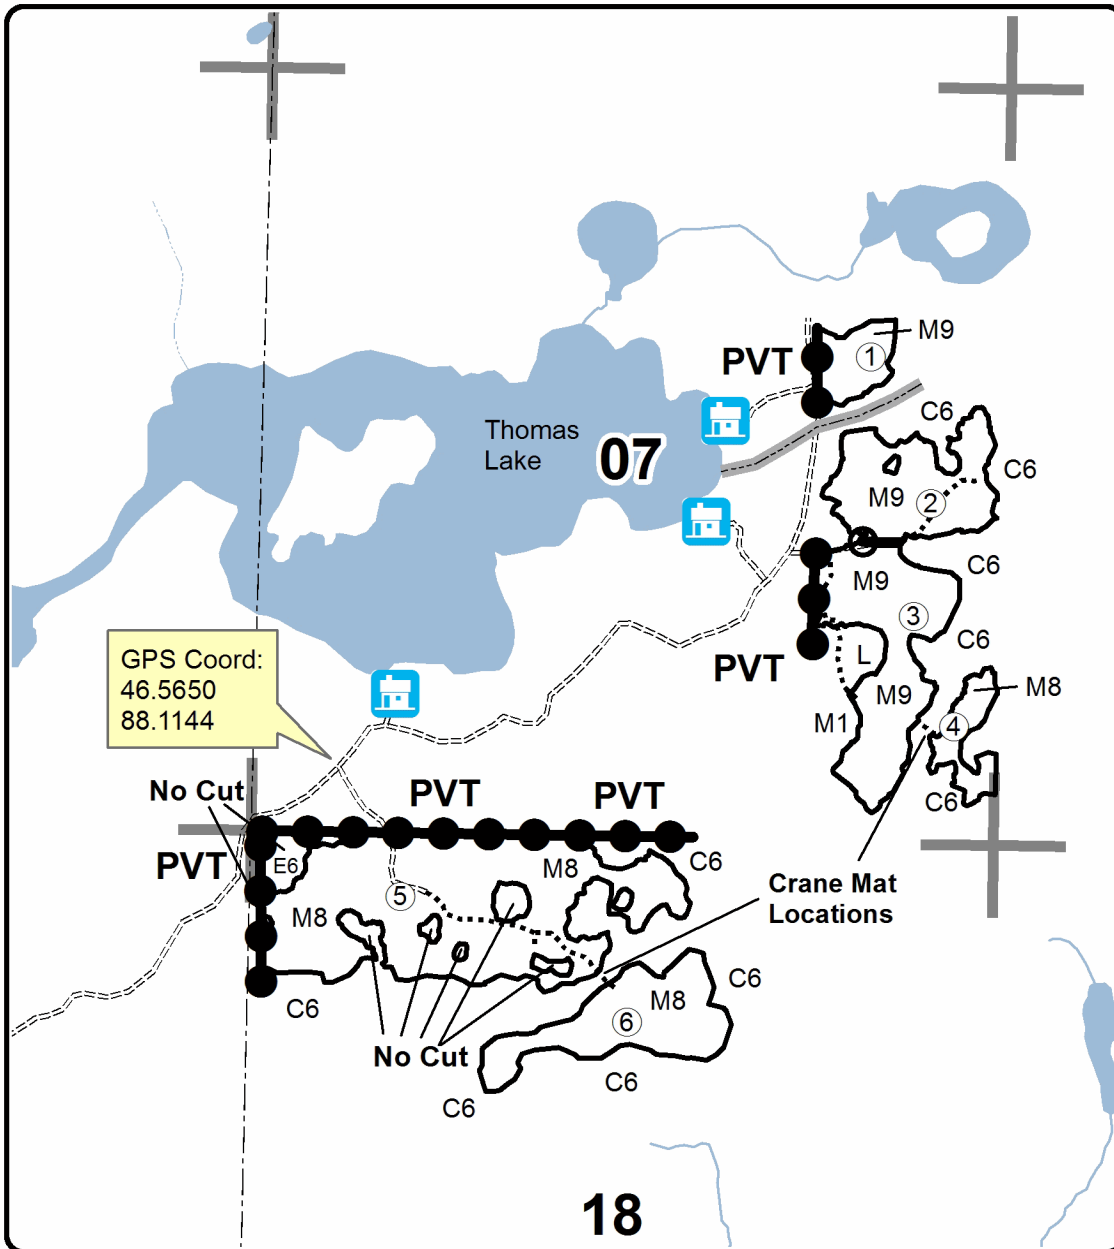 M9
1
PVT
C6
Thomas
Lake
07
C6
M9
2
C6
M9
3
C6
PVT
L
GPS Coord:
46.5650
88.1144
M9
M8
M1
4
No Cut
PVT
PVT
C6
PVT
E6
M8
C6
5
Crane Mat
Locations
M8
C6
C6
M8
6
No Cut
C6
C6
18